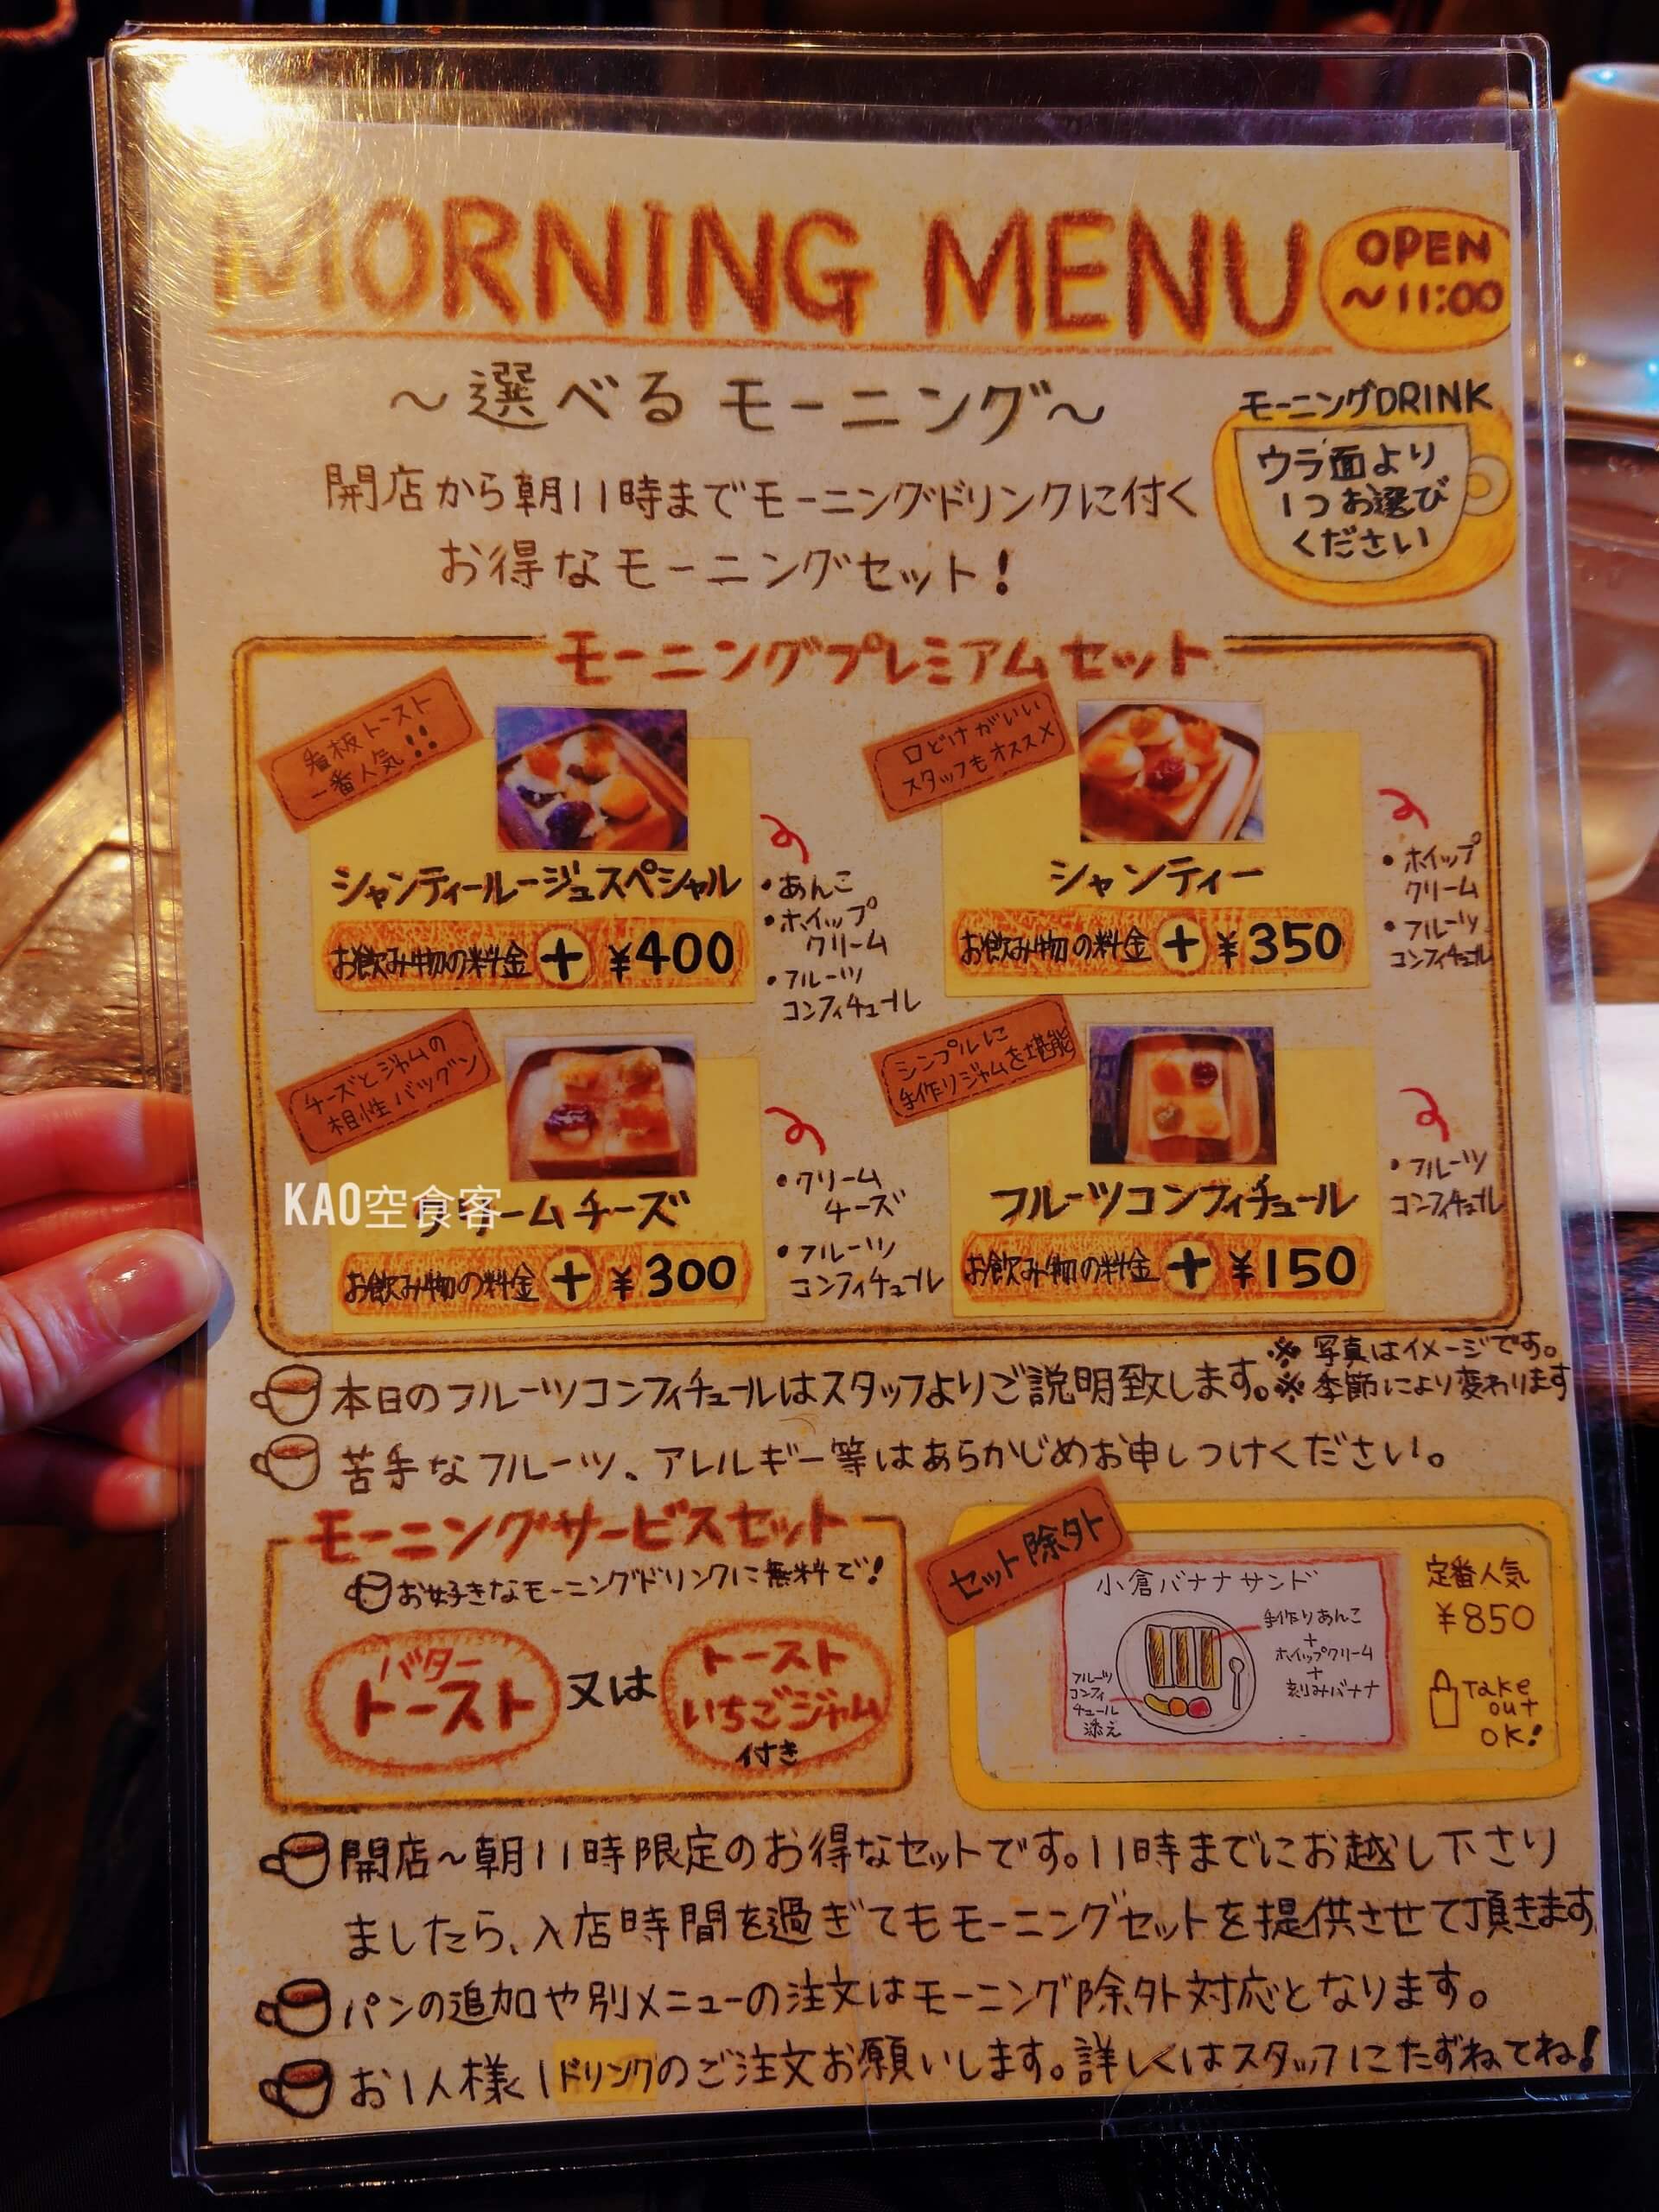 MORNING MENU
OPEN
～11:00
～選べるモーニング～
モーニングDRINK
ウラ面より
1つお選び
ください
開店から朝11時までモーニングドリンクに付く
お得なモーニングセット！
モーニングプレミアムセット
看板トースト
一番人気!!
シャンティールージュスペシャル
お飲み物の料金＋¥400
・あんこ
・ホイップ
クリーム
・フルーツ
コンフィチュール
口どけがいい
スタッフもオススメ
シャンティー
お飲み物の料金＋¥350
・ホイップ
クリーム
・フルーツ
コンフィチュール
チーズとジャムの
相性バツグン
クリームチーズ
お飲み物の料金＋¥300
・クリーム
チーズ
・フルーツ
コンフィチュール
シンプルに
手作りジャムを堪能
フルーツコンフィチュール
お飲み物の料金＋¥150
・フルーツ
コンフィチュール
KAO空食客
※写真はイメージです。
※季節により変わります
本日のフルーツコンフィチュールはスタッフよりご説明致します。
苦手なフルーツ、アレルギー等はあらかじめお申しつけください。
モーニングサービスセット
お好きなモーニングドリンクに無料で！
バター
トースト
又は
トースト
いちごジャム
付き
セット除外
小倉バナナサンド
手作りあんこ
＋
ホイップクリーム
＋
刻みバナナ
フルーツ
コンフィ
チュール
添え
定番人気
¥850
Take
out
OK!
開店～朝11時限定のお得なセットです。11時までにお越し下さり
ましたら、入店時間を過ぎてもモーニングセットを提供させて頂きます
パンの追加や別メニューの注文はモーニング除外対応となります。
お1人様1ドリンクのご注文お願いします。詳しくはスタッフにたずねてね！